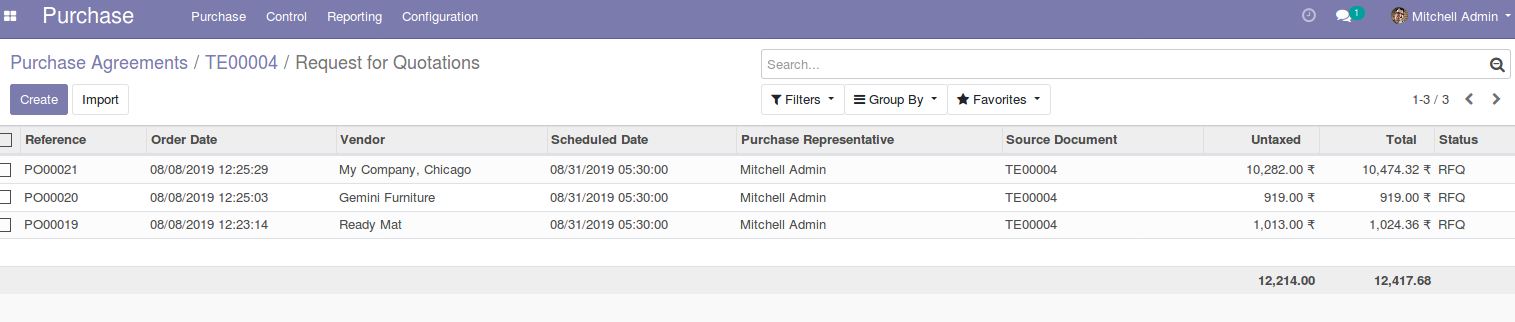 Purchase Purchase Control Reporting Configuration 1 Mitchell Admin
Purchase Agreements / TE00004 / Request for Quotations Search...
Create Import Filters Group By Favorites 1-3 / 3
Reference Order Date Vendor Scheduled Date Purchase Representative Source Document Untaxed Total Status
PO00021 08/08/2019 12:25:29 My Company, Chicago 08/31/2019 05:30:00 Mitchell Admin TE00004 10,282.00 ₹ 10,474.32 ₹ RFQ
PO00020 08/08/2019 12:25:03 Gemini Furniture 08/31/2019 05:30:00 Mitchell Admin TE00004 919.00 ₹ 919.00 ₹ RFQ
PO00019 08/08/2019 12:23:14 Ready Mat 08/31/2019 05:30:00 Mitchell Admin TE00004 1,013.00 ₹ 1,024.36 ₹ RFQ
12,214.00 12,417.68